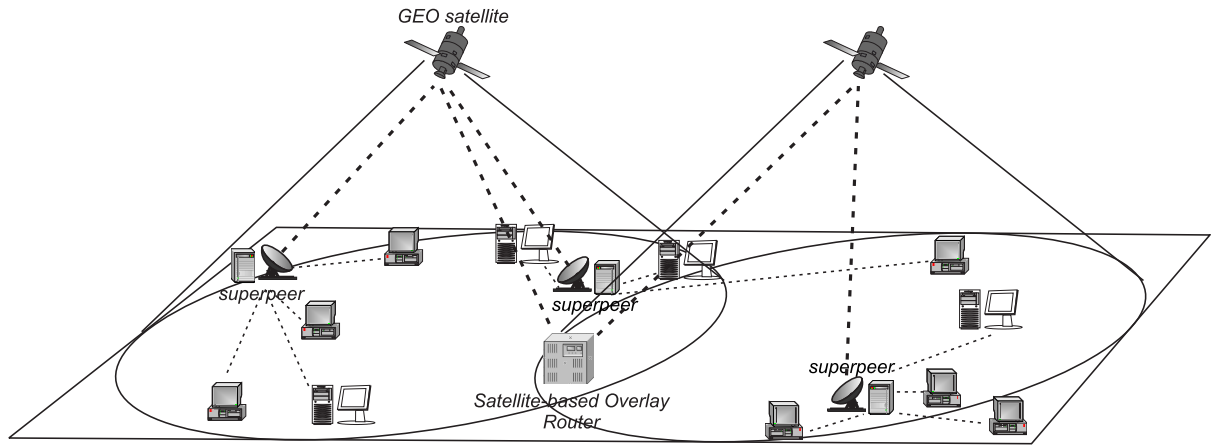 GEO satellite
superpeer
superpeer
superpeer
Satellite-based Overlay
Router